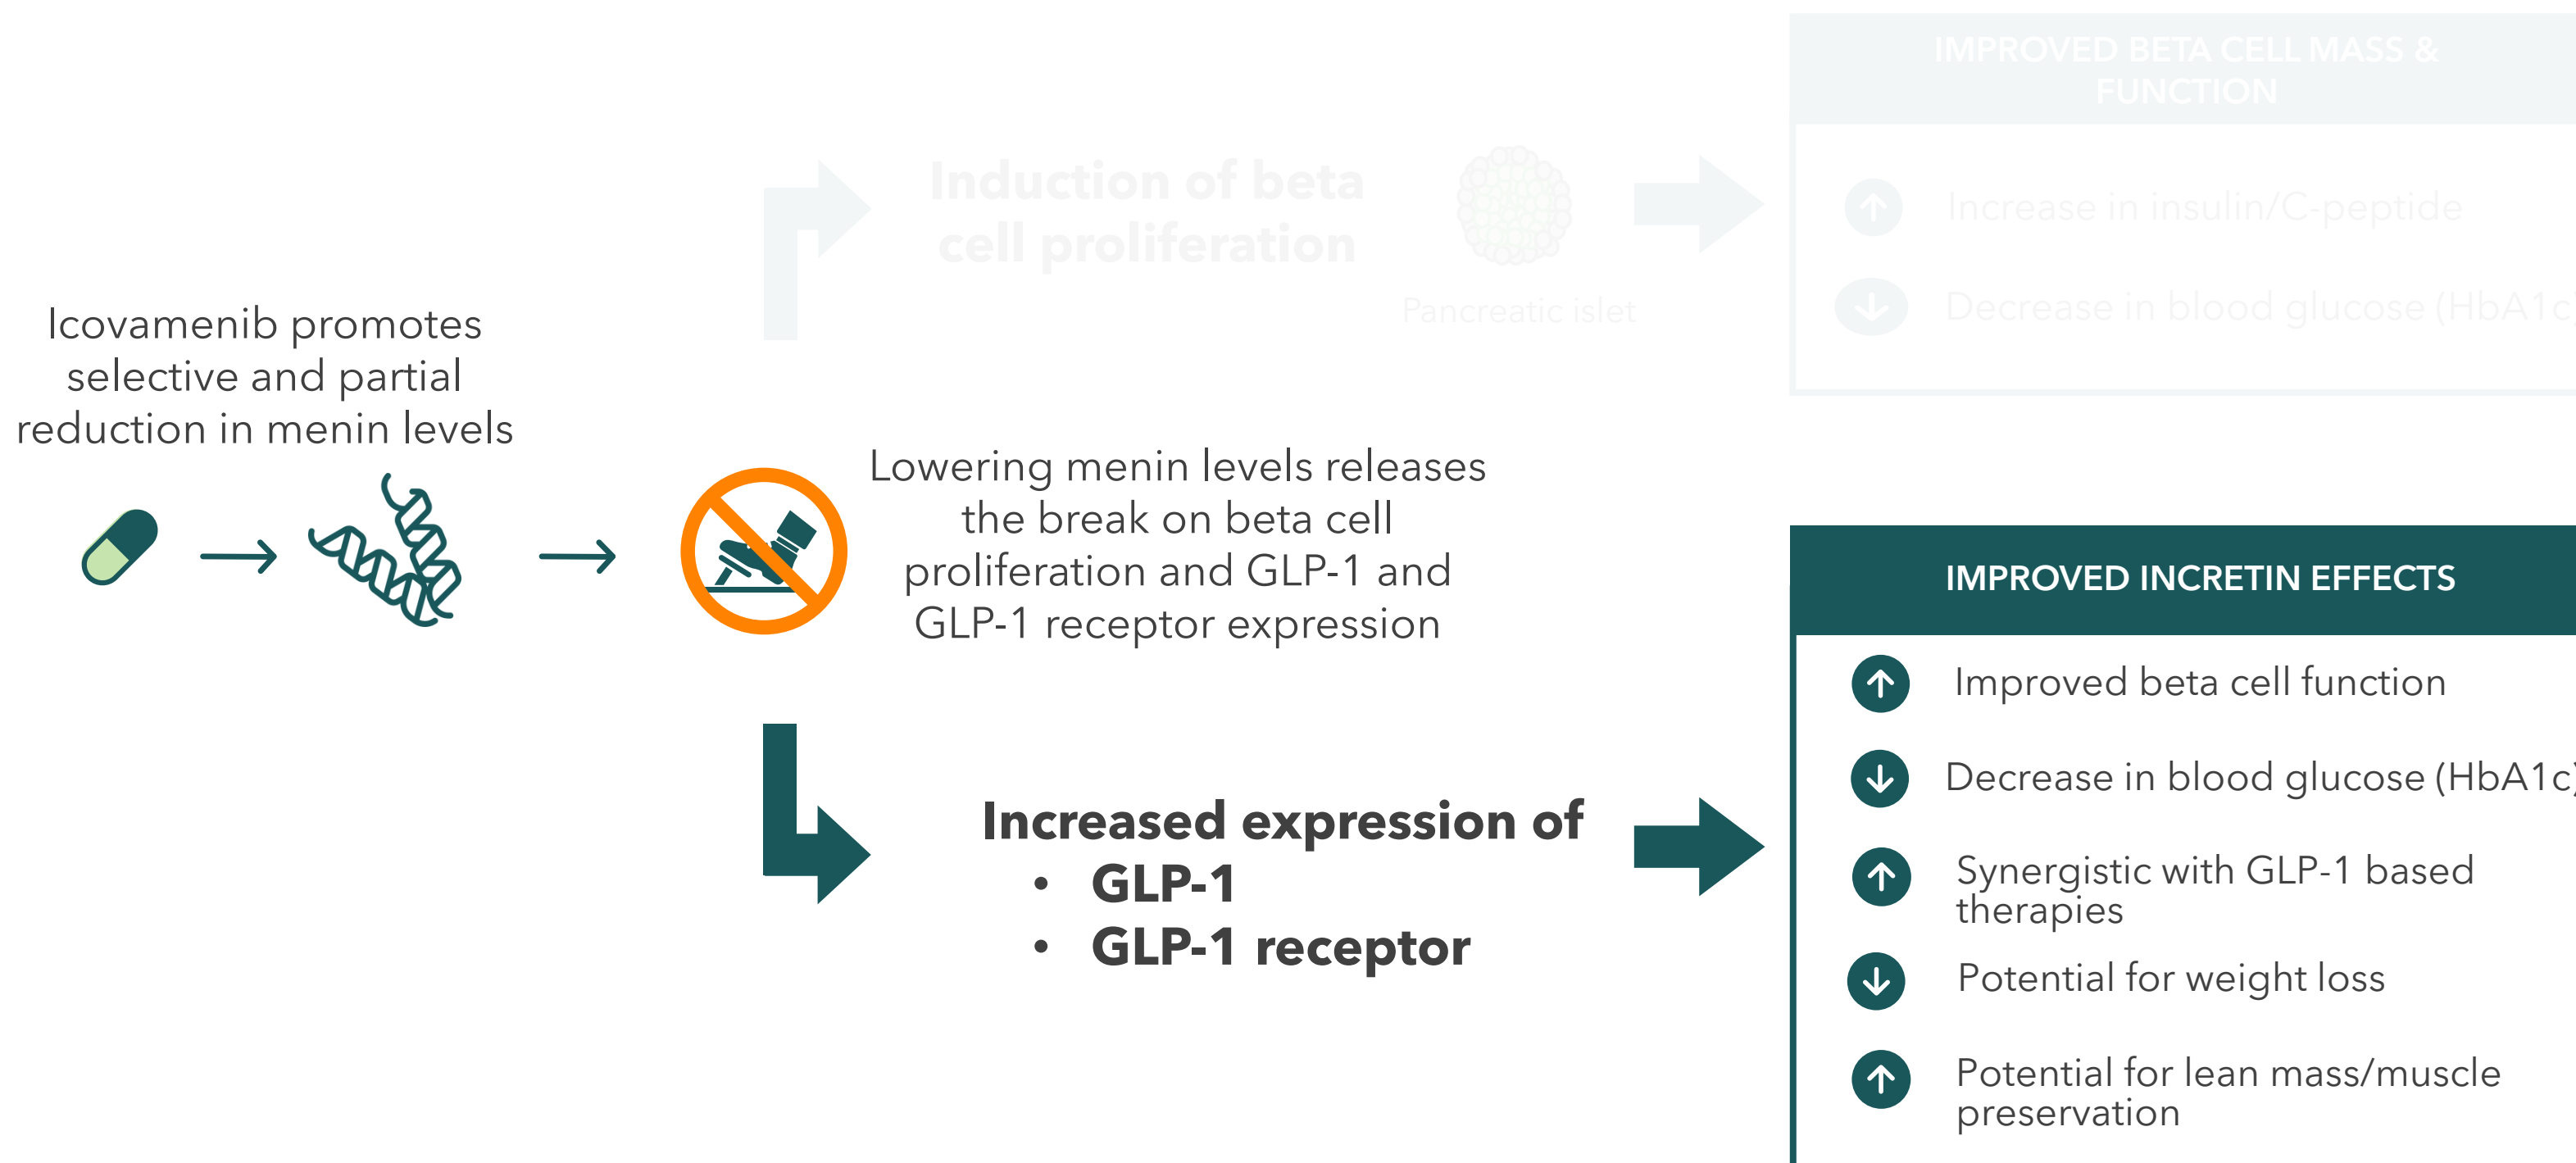 IMPROVED BETA CELL MASS &
FUNCTION
Induction of beta
cell proliferation
Pancreatic islet
Increase in insulin/C-peptide
Decrease in blood glucose (HbA1c)
Icovamenib promotes
selective and partial
reduction in menin levels
Lowering menin levels releases
the break on beta cell
proliferation and GLP-1 and
GLP-1 receptor expression
Increased expression of
• GLP-1
• GLP-1 receptor
IMPROVED INCRETIN EFFECTS
Improved beta cell function
Decrease in blood glucose (HbA1c)
Synergistic with GLP-1 based
therapies
Potential for weight loss
Potential for lean mass/muscle
preservation